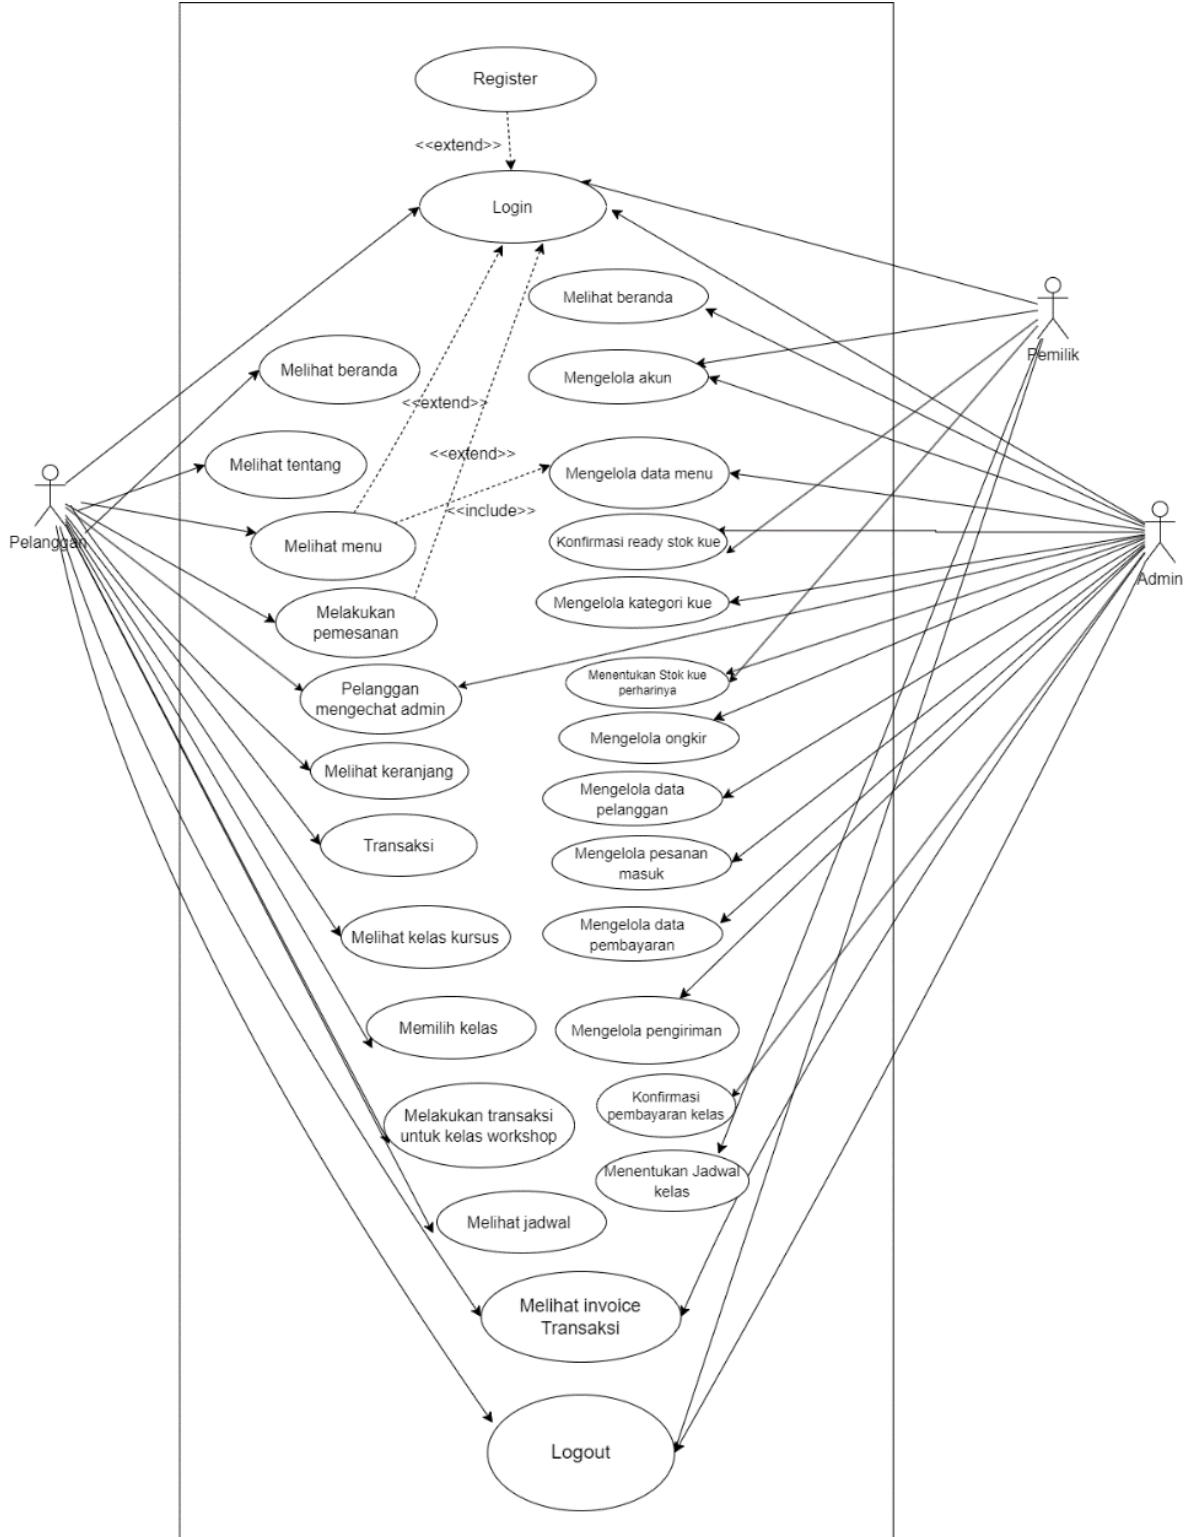 Register
<<extend>>
Login
Melihat beranda
Pemilik
Melihat beranda
Mengelola akun
<<extend>>
<<extend>>
Melihat tentang
Mengelola data menu
<<include>>
Pelanggan
Melihat menu
Konfirmasi ready stok kue
Admin
Mengelola kategori kue
Melakukan
pemesanan
Menentukan Stok kue
perharinya
Pelanggan
mengechat admin
Mengelola ongkir
Melihat keranjang
Mengelola data
pelanggan
Transaksi
Mengelola pesanan
masuk
Melihat kelas kursus
Mengelola data
pembayaran
Memilih kelas
Mengelola pengiriman
Konfirmasi
pembayaran kelas
Melakukan transaksi
untuk kelas workshop
Menentukan Jadwal
kelas
Melihat jadwal
Melihat invoice
Transaksi
Logout